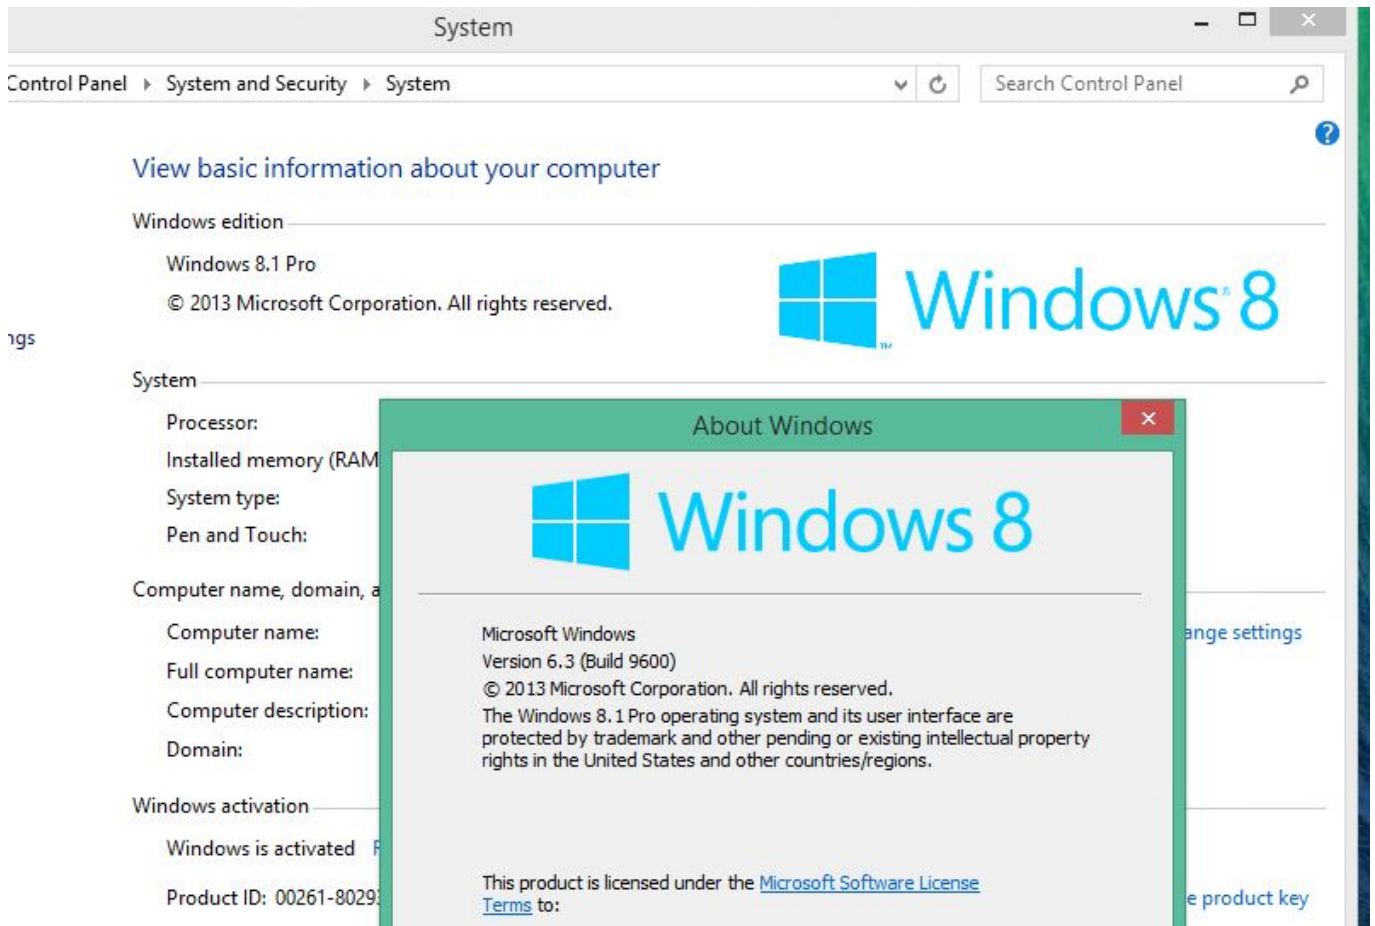 System
Control Panel System and Security System
Search Control Panel
View basic information about your computer
Windows edition
Windows 8.1 Pro
© 2013 Microsoft Corporation. All rights reserved.
Windows® 8
TM
ngs
System
Processor:
Installed memory (RAM
System type:
Pen and Touch:
Computer name, domain, a
Computer name:
ange settings
Full computer name:
Computer description:
Domain:
Windows activation
Windows is activated
Product ID: 00261-8029
e product key
About Windows
Windows 8
Microsoft Windows
Version 6.3 (Build 9600)
© 2013 Microsoft Corporation. All rights reserved.
The Windows 8.1 Pro operating system and its user interface are
protected by trademark and other pending or existing intellectual property
rights in the United States and other countries/regions.
This product is licensed under the Microsoft Software License
Terms to: